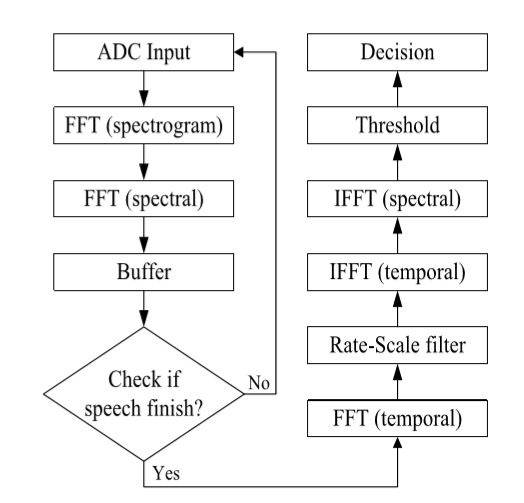 ADC Input
FFT (spectrogram)
FFT (spectral)
Buffer
Check if
speech finish?
No
Yes
FFT (temporal)
Rate-Scale filter
IFFT (temporal)
IFFT (spectral)
Threshold
Decision